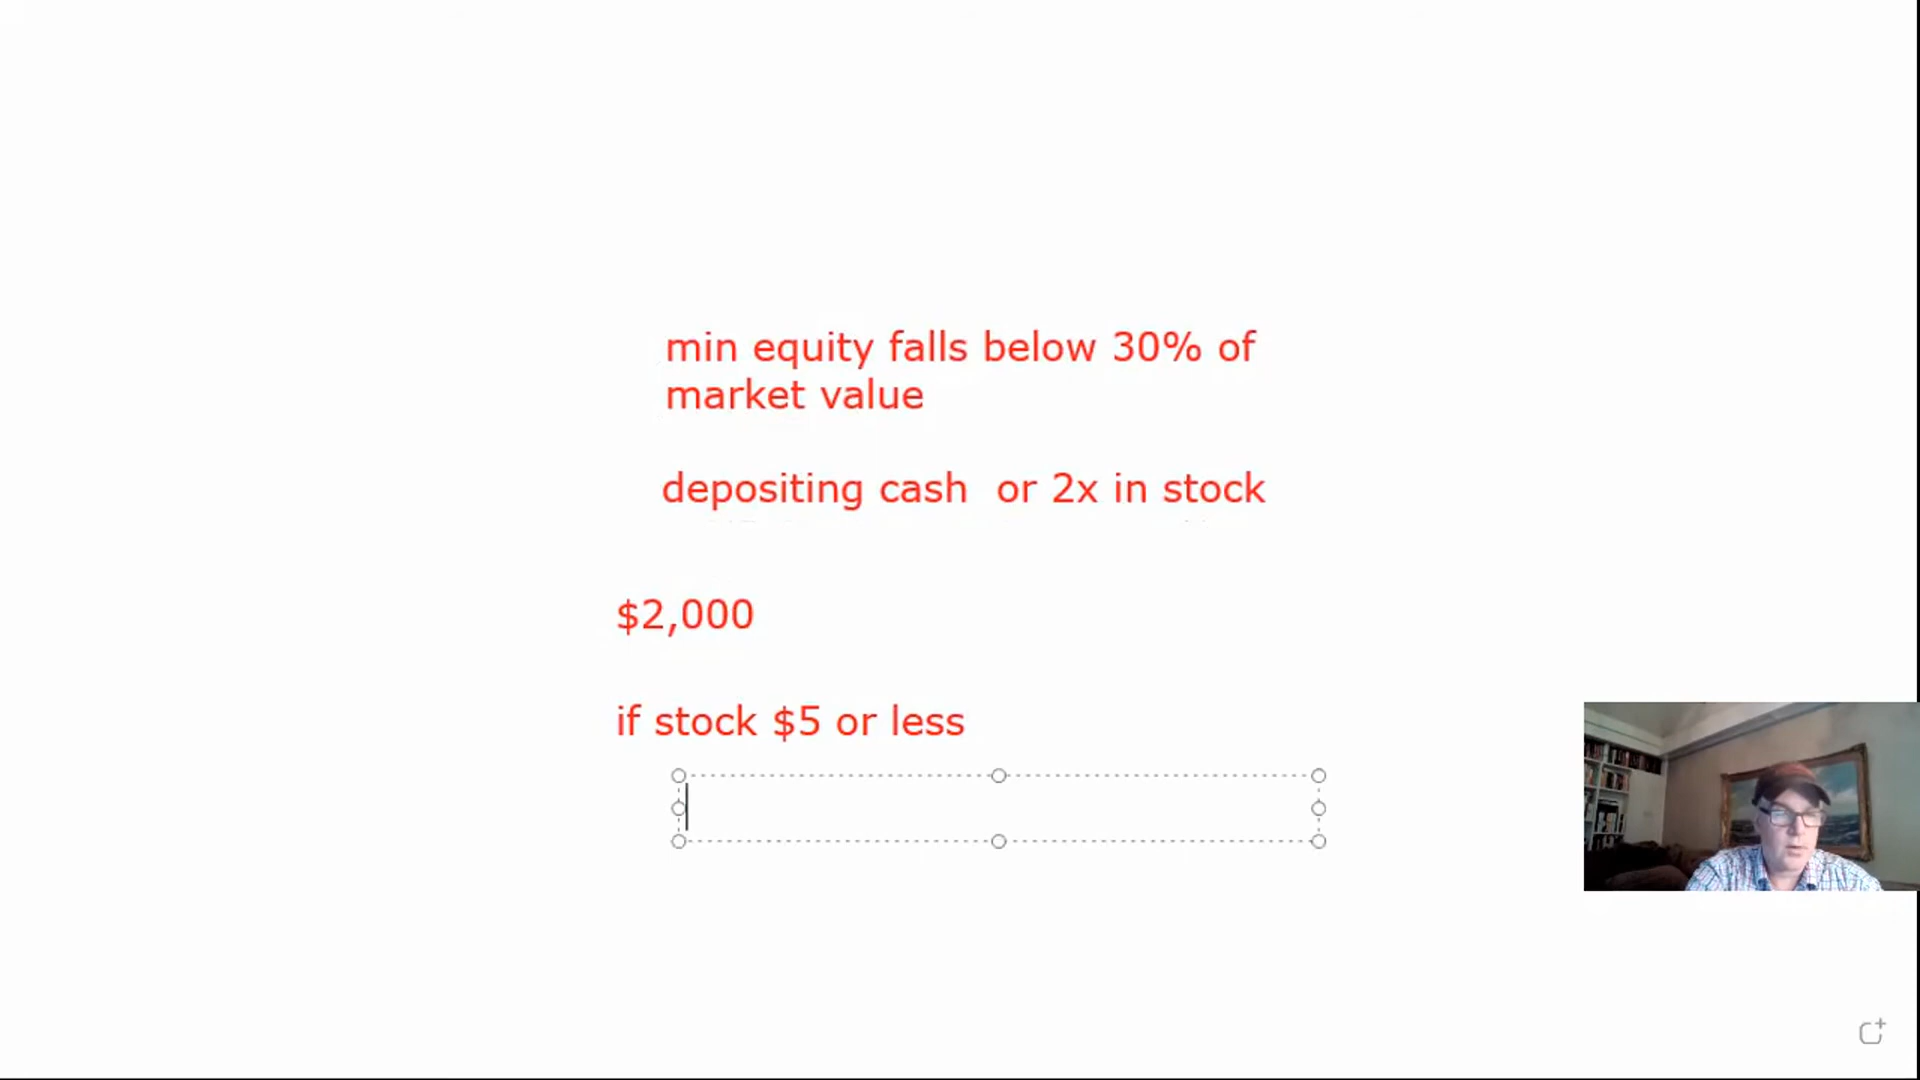 min equity falls below 30% of
market value
depositing cash  or 2x in stock
$2,000
if stock $5 or less